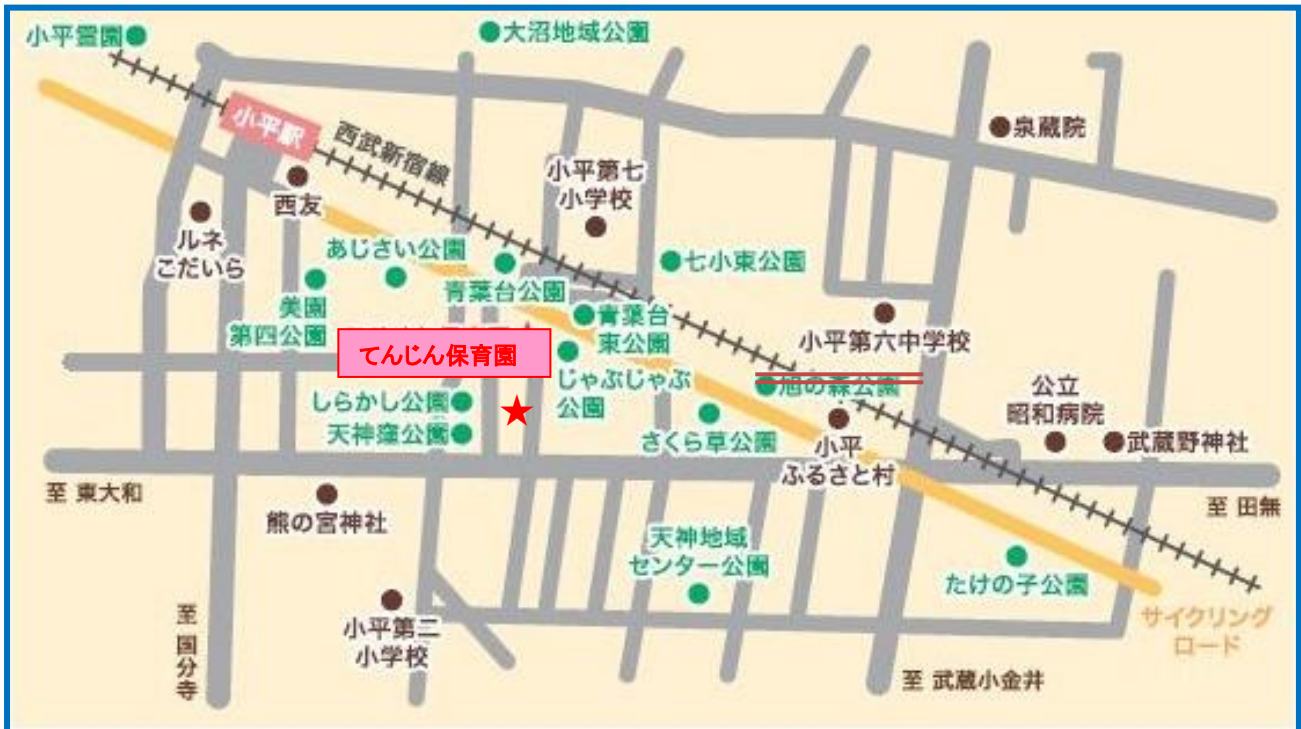 小平霊園
大沼地域公園
小平駅
西武新宿線
泉蔵院
小平第七
小学校
西友
ルネ
こだいら
あじさい公園
青葉台公園
七小東公園
美園
第四公園
青葉台
東公園
小平第六中学校
てんじん保育園
じゃぶじゃぶ
公園
旭の森公園
公立
昭和病院
しらかし公園
天神窪公園
さくら草公園
小平
ふるさと村
武蔵野神社
至 東大和
至 田無
熊の宮神社
天神地域
センター公園
たけの子公園
至 国分寺
小平第二
小学校
サイクリング
ロード
至 武蔵小金井